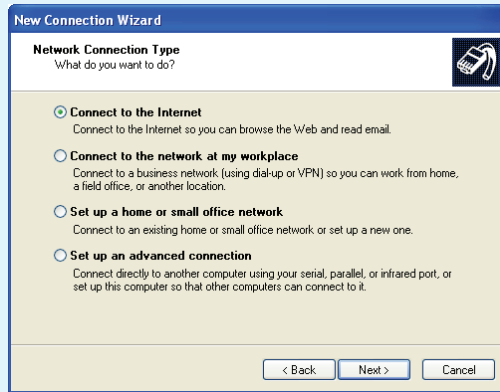 New Connection Wizard
Network Connection Type
What do you want to do?
Connect to the Internet
Connect to the Internet so you can browse the Web and read email.
Connect to the network at my workplace
Connect to a business network (using dial-up or VPN) so you can work from home,
a field office, or another location.
Set up a home or small office network
Connect to an existing home or small office network or set up a new one.
Set up an advanced connection
Connect directly to another computer using your serial, parallel, or infrared port, or
set up this computer so that other computers can connect to it.
< Back Next > Cancel